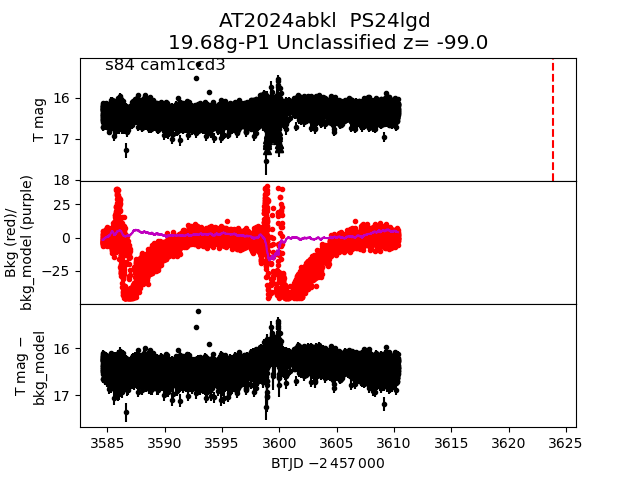 AT2024abkl PS24lgd
19.68g-P1 Unclassified z= -99.0
s84 cam1ccd3
T mag
16
17
18
Bkg (red)/
bkg_model (purple)
25
0
−25
T mag −
bkg_model
16
17
3585 3590 3595 3600 3605 3610 3615 3620 3625
BTJD −2 457 000